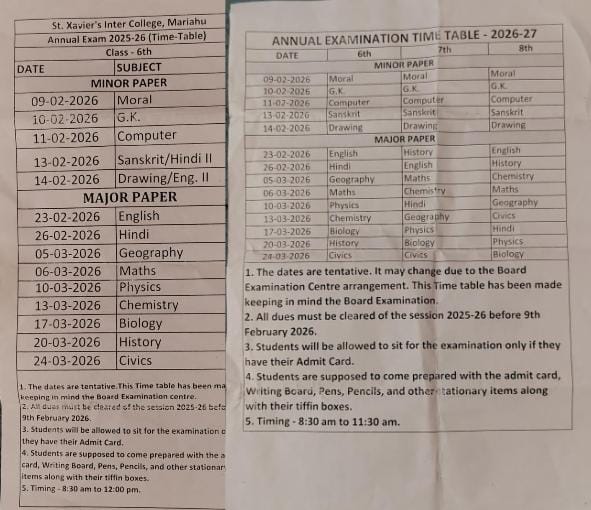 St. Xavier's Inter College, Mariahu
Annual Exam 2025-26 (Time-Table)
Class - 6th
DATE SUBJECT
MINOR PAPER
09-02-2026 Moral
10-02-2026 G.K.
11-02-2026 Computer
13-02-2026 Sanskrit/Hindi II
14-02-2026 Drawing/Eng. II
MAJOR PAPER
23-02-2026 English
26-02-2026 Hindi
05-03-2026 Geography
06-03-2026 Maths
10-03-2026 Physics
13-03-2026 Chemistry
17-03-2026 Biology
20-03-2026 History
24-03-2026 Civics
1. The dates are tentative.This Time table has been ma
keeping in mind the Board Examination centre.
2. All dues must be cleared of the session 2025-26 befo
9th February 2026.
3. Students will be allowed to sit for the examination o
they have their Admit Card.
4. Students are supposed to come prepared with the a
card, Writing Board, Pens, Pencils, and other stationar
items along with their tiffin boxes.
5. Timing - 8:30 am to 12:00 pm.
ANNUAL EXAMINATION TIME TABLE - 2026-27
DATE 6th 7th 8th
MINOR PAPER
09-02-2026 Moral Moral Moral
10-02-2026 G.K. G.K. G.K.
11-02-2026 Computer Computer Computer
13-02-2026 Sanskrit Sanskrit Sanskrit
14-02-2026 Drawing Drawing Drawing
MAJOR PAPER
23-02-2026 English History English
26-02-2026 Hindi English History
05-03-2026 Geography Maths Chemistry
06-03-2026 Maths Chemistry Maths
10-03-2026 Physics Hindi Geography
13-03-2026 Chemistry Geography Civics
17-03-2026 Biology Physics Hindi
20-03-2026 History Biology Physics
24-03-2026 Civics Civics Biology
1. The dates are tentative. It may change due to the Board
Examination Centre arrangement. This Time table has been made
keeping in mind the Board Examination.
2. All dues must be cleared of the session 2025-26 before 9th
February 2026.
3. Students will be allowed to sit for the examination only if they
have their Admit Card.
4. Students are supposed to come prepared with the admit card,
Writing Board, Pens, Pencils, and other stationary items along
with their tiffin boxes.
5. Timing - 8:30 am to 11:30 am.